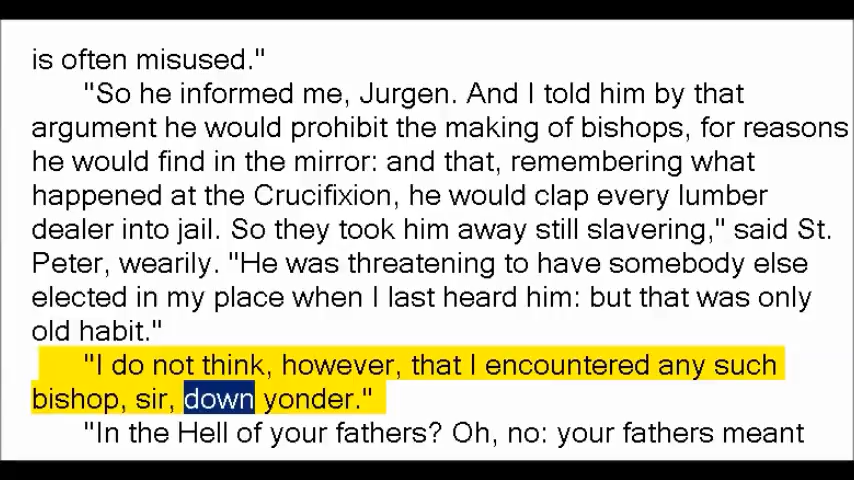 is often misused."
"So he informed me, Jurgen. And I told him by that
argument he would prohibit the making of bishops, for reasons
he would find in the mirror: and that, remembering what
happened at the Crucifixion, he would clap every lumber
dealer into jail. So they took him away still slavering," said St.
Peter, wearily. "He was threatening to have somebody else
elected in my place when I last heard him: but that was only
old habit."
"I do not think, however, that I encountered any such
bishop, sir, down yonder."
"In the Hell of your fathers? Oh, no: your fathers meant